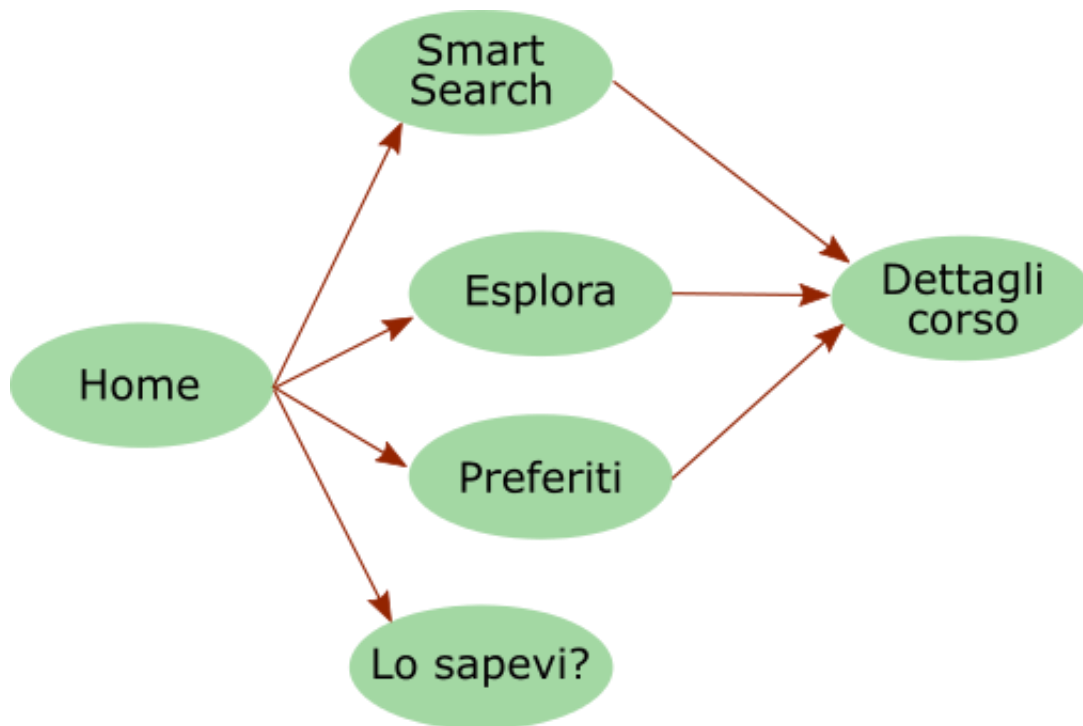 Smart
Search
Esplora
Dettagli
corso
Home
Preferiti
Lo sapevi?